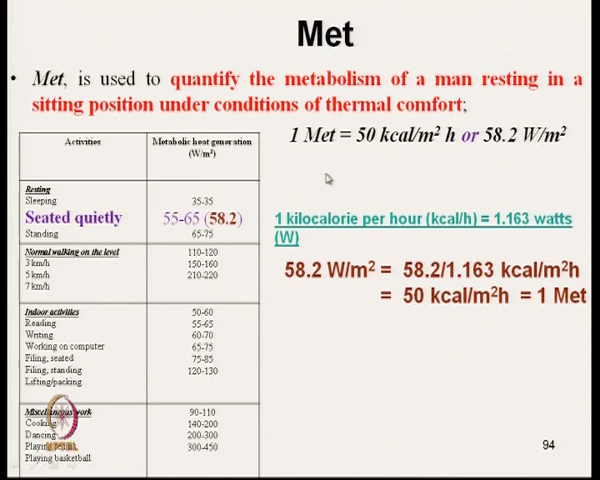 Met
• Met, is used to quantify the metabolism of a man resting in a
sitting position under conditions of thermal comfort;
1 Met = 50 kcal/m² h or 58.2 W/m²
Activities
Metabolic heat generation
(W/m²)
Resting
Sleeping 35-35
Seated quietly 55-65 (58.2)
Standing 65-75
Normal walking on the level 110-120
3 km/h 150-160
5 km/h 210-220
7 km/h
Indoor activities 50-60
Reading 55-65
Writing 60-70
Working on computer 65-75
Filing, seated 75-85
Filing, standing 120-130
Lifting/packing
Miscellaneous work 90-110
Cooking 140-200
Dancing 200-300
Playing 300-450
Playing basketball
1 kilocalorie per hour (kcal/h) = 1.163 watts
(W)
58.2 W/m² = 58.2/1.163 kcal/m²h
= 50 kcal/m²h = 1 Met
94